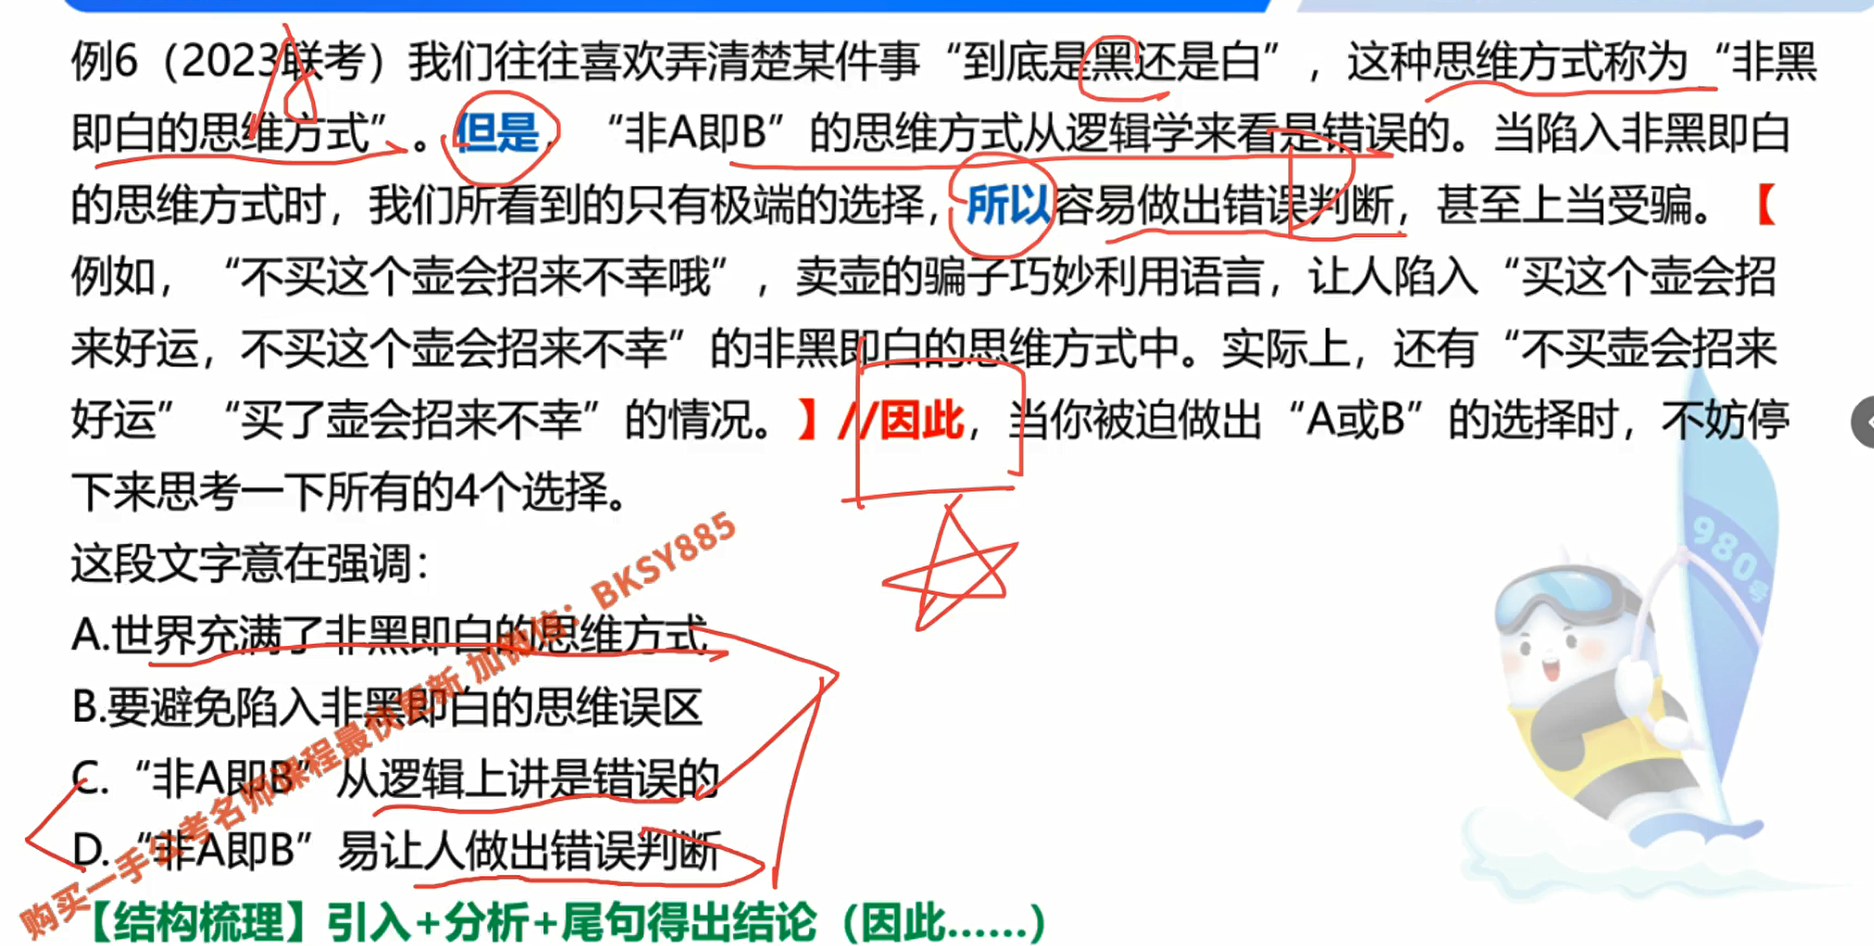 例6（2023联考）我们往往喜欢弄清楚某件事“到底是黑还是白”，这种思维方式称为“非黑
即白的思维方式”。但是，“非A即B”的思维方式从逻辑学来看是错误的。当陷入非黑即白
的思维方式时，我们所看到的只有极端的选择，所以容易做出错误判断，甚至上当受骗。【
例如，“不买这个壶会招来不幸哦”，卖壶的骗子巧妙利用语言，让人陷入“买这个壶会招
来好运，不买这个壶会招来不幸”的非黑即白的思维方式中。实际上，还有“不买壶会招来
好运”“买了壶会招来不幸”的情况。】//因此，当你被迫做出“A或B”的选择时，不妨停
下来思考一下所有的4个选择。
这段文字意在强调：
A.世界充满了非黑即白的思维方式
B.要避免陷入非黑即白的思维误区
C.“非A即B”从逻辑上讲是错误的
D.“非A即B”易让人做出错误判断
【结构梳理】引入+分析+尾句得出结论（因此……）
购买一手公考名师课程最快更新 加微信：BKSY885
980号